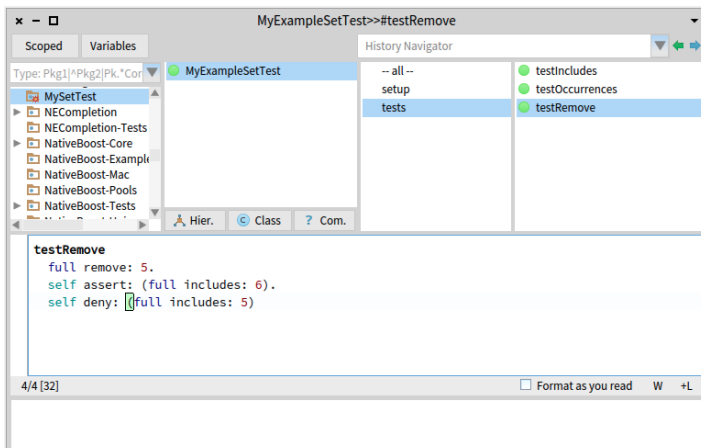 MyExampleSetTest>>#testRemove
Scoped
Variables
History Navigator
Type: Pkg1|^Pkg2|Pk.*Cor
MySetTest
NECompletion
NECompletion-Tests
NativeBoost-Core
NativeBoost-Example
NativeBoost-Mac
NativeBoost-Pools
NativeBoost-Tests
MyExampleSetTest
Hier.
Class
? Com.
-- all --
setup
tests
testIncludes
testOccurrences
testRemove
testRemove
full remove: 5.
self assert: (full includes: 6).
self deny: (full includes: 5)
4/4 [32]
Format as you read
W
+L